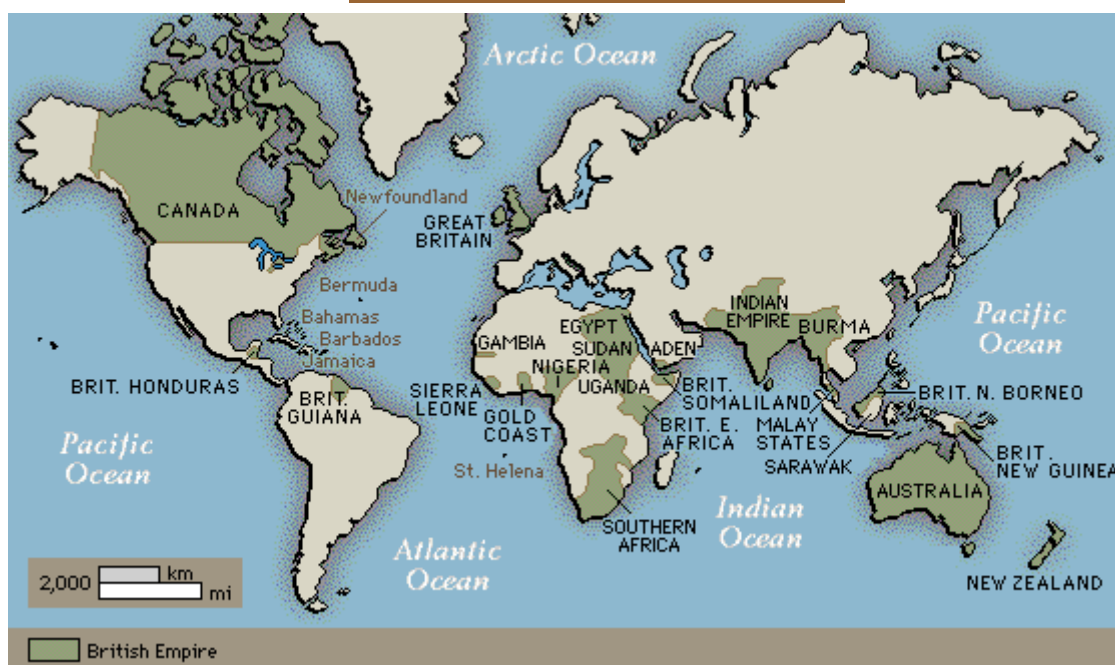 Arctic Ocean
CANADA
Newfoundland
GREAT
BRITAIN
Bermuda
Bahamas
Barbados
Jamaica
BRIT. HONDURAS
BRIT.
GUIANA
GAMBIA
EGYPT
SUDAN
NIGERIA
UGANDA
ADEN
INDIAN
EMPIRE
BURMA
Pacific
Ocean
SIERRA
LEONE
GOLD
COAST
BRIT.
SOMALILAND
BRIT. E.
AFRICA
MALAY
STATES
SARAWAK
BRIT. N. BORNEO
BRIT.
NEW GUINEA
Pacific
Ocean
St. Helena
SOUTHERN
AFRICA
Indian
Ocean
AUSTRALIA
Atlantic
Ocean
NEW ZEALAND
2,000
km
mi
British Empire